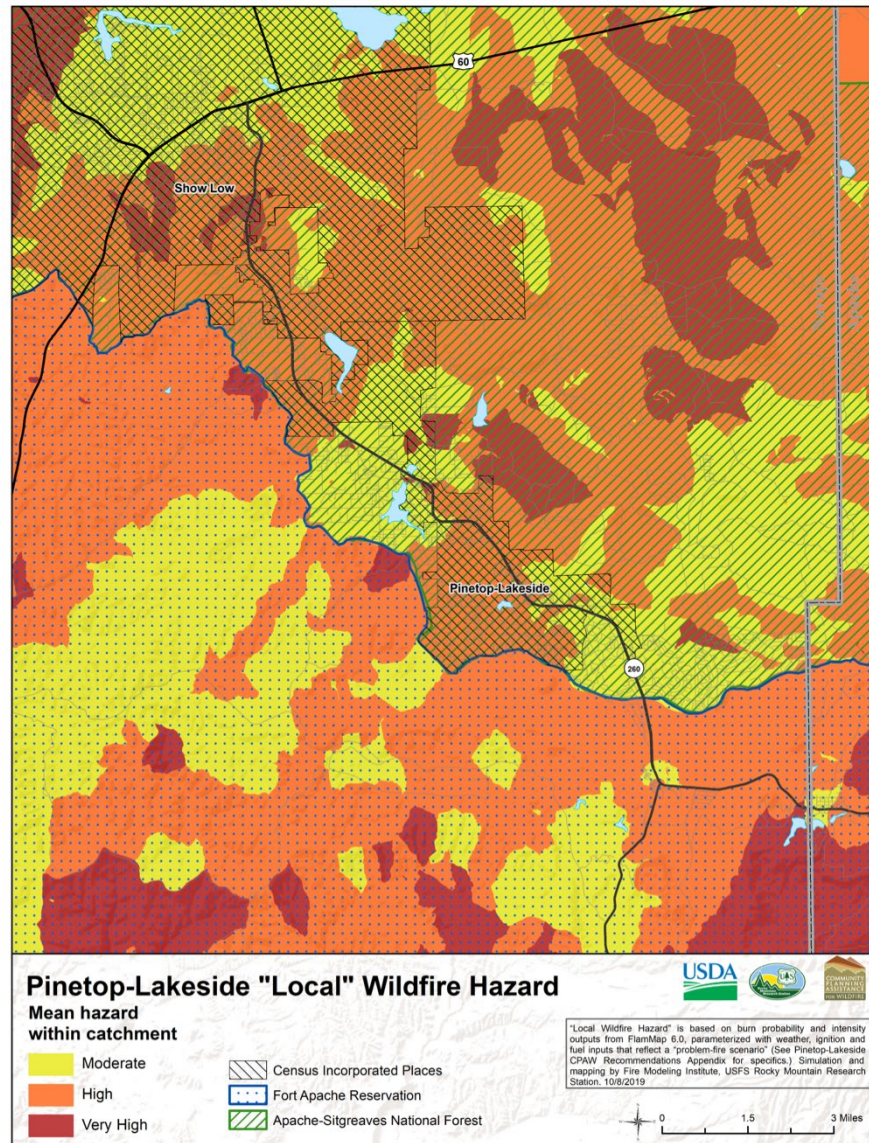 60
Show Low
Navajo
Apache
Pinetop-Lakeside
260
Pinetop-Lakeside "Local" Wildfire Hazard
Mean hazard
within catchment
Moderate
High
Very High
Census Incorporated Places
Fort Apache Reservation
Apache-Sitgreaves National Forest
USDA
COMMUNITY
PLANNING
ASSISTANCE
FOR WILDFIRE
"Local Wildfire Hazard" is based on burn probability and intensity
outputs from FlamMap 6.0, parameterized with weather, ignition and
fuel inputs that reflect a "problem-fire scenario" (See Pinetop-Lakeside
CPAW Recommendations Appendix for specifics.) Simulation and
mapping by Fire Modeling Institute, USFS Rocky Mountain Research
Station. 10/8/2019
0 1.5 3 Miles